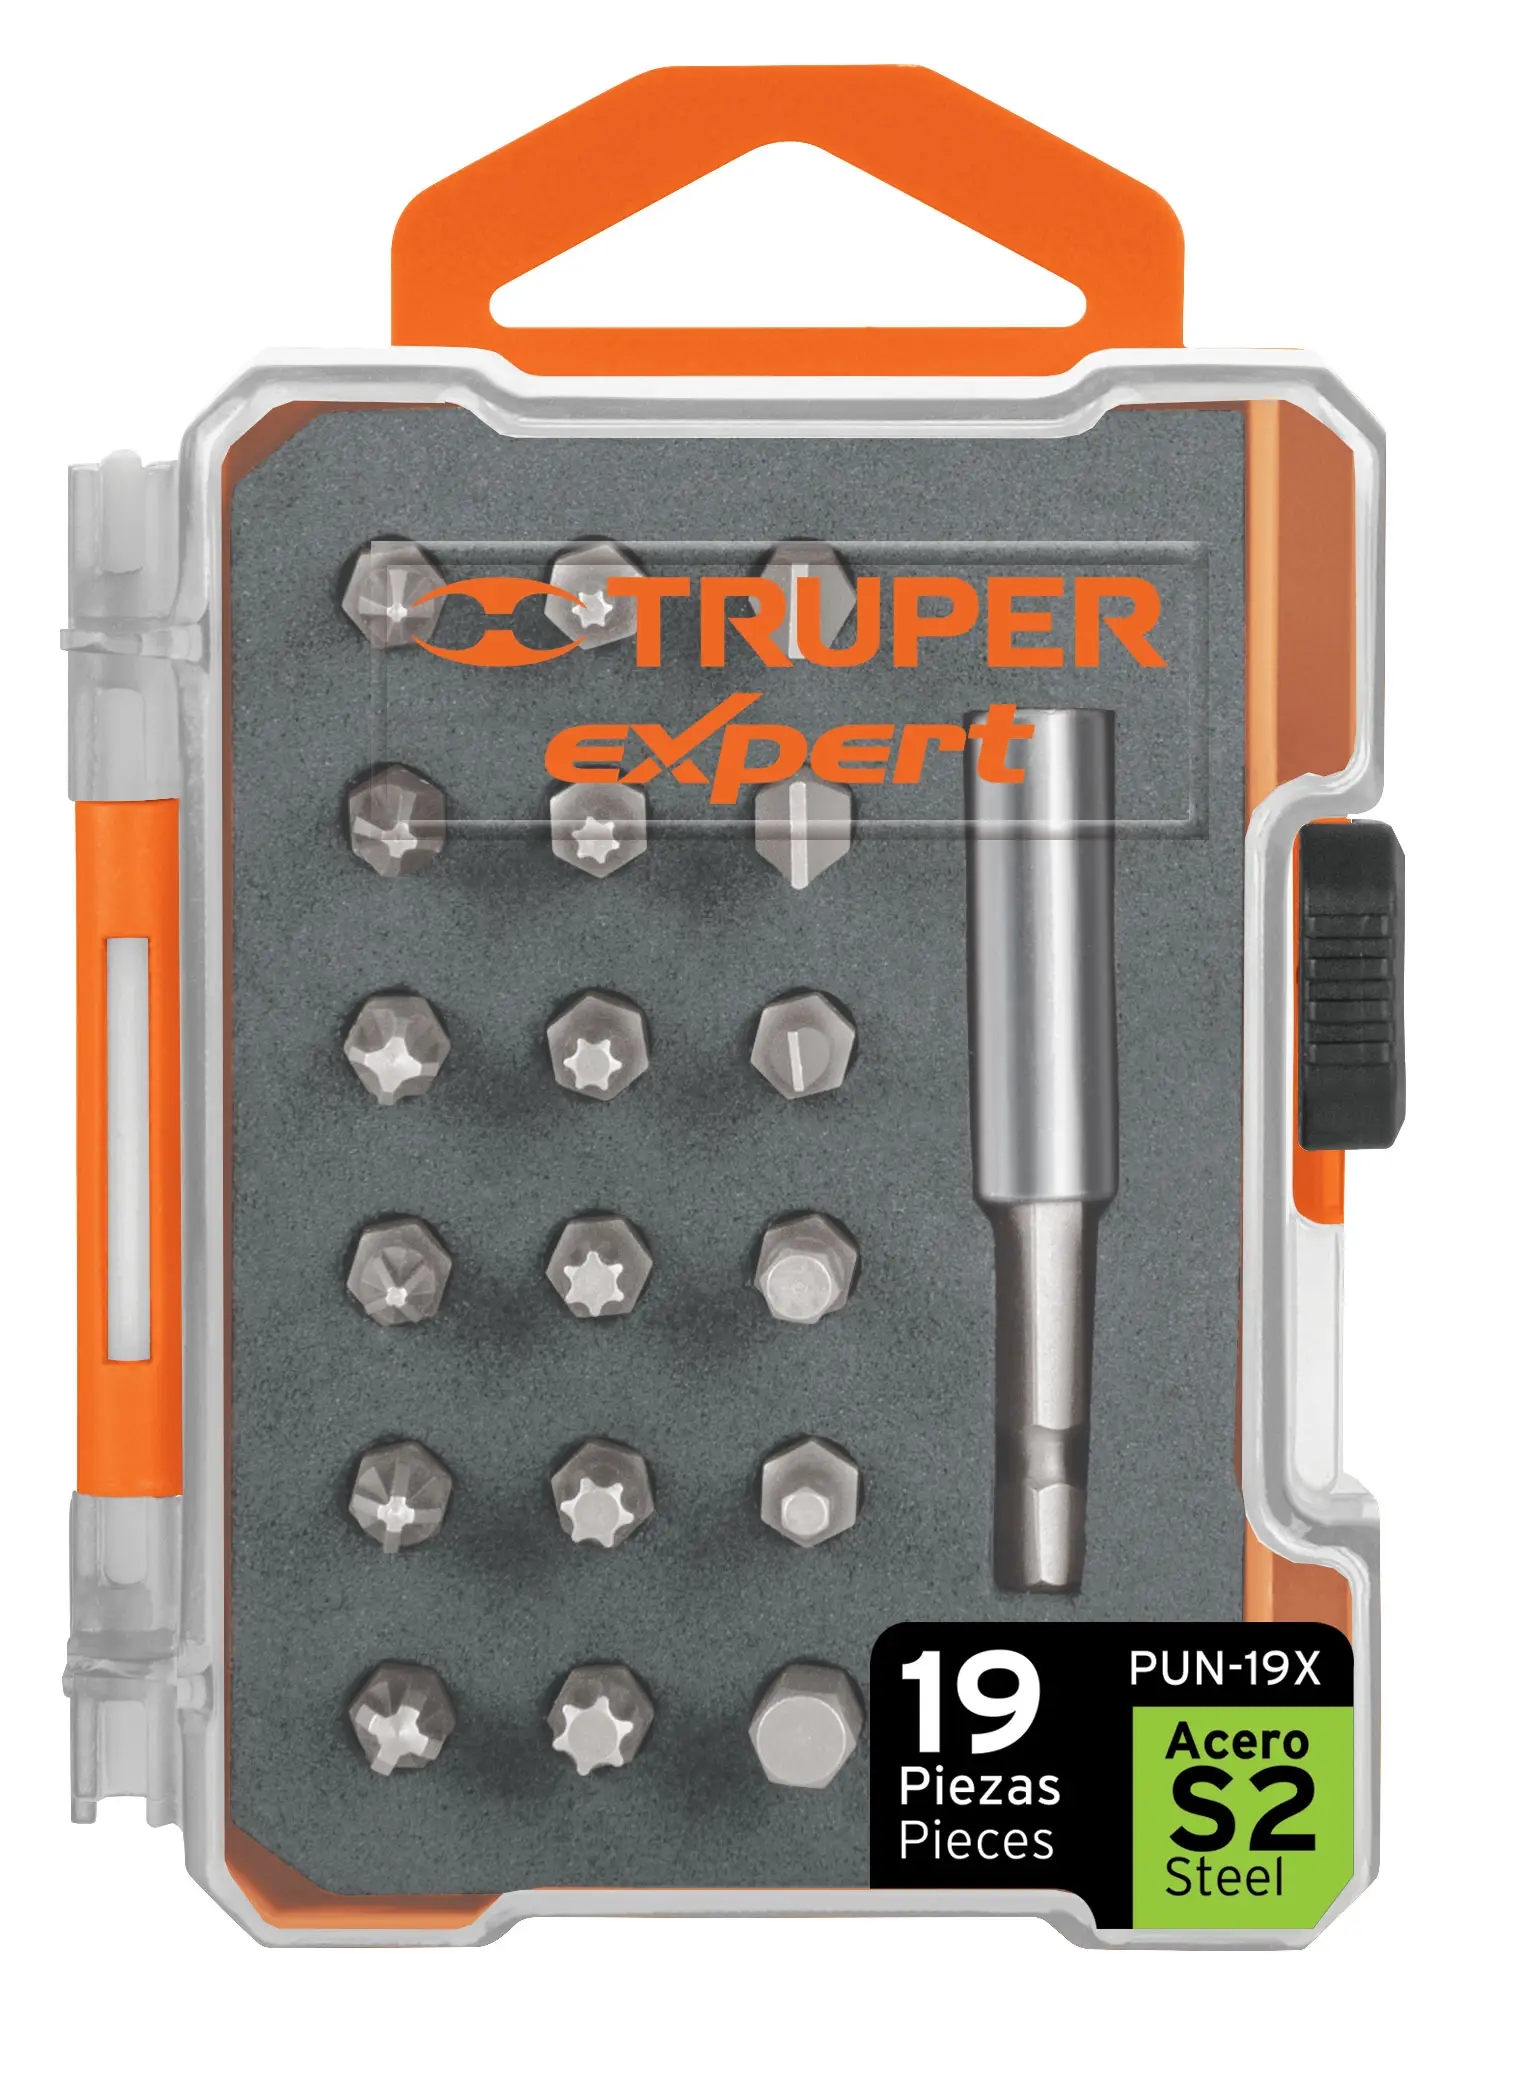 TRUPER
expert
19
Piezas
Pieces
PUN-19X
Acero
S2
Steel